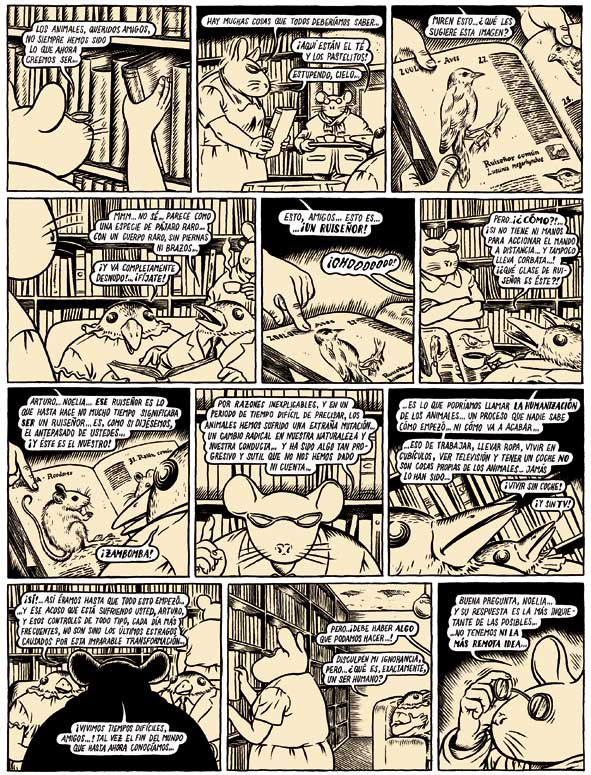 LOS ANIMALES, QUERIDOS AMIGOS,
NO SIEMPRE HEMOS SIDO
LO QUE AHORA
CREEMOS SER...
HAY MUCHAS COSAS QUE TODOS DEBERÍAMOS SABER...
¡AQUÍ ESTÁN EL TÉ
Y LOS PASTELITOS!
ESTUPENDO, CIELO...
MIREN ESTO... ¿QUÉ LES
SUGIERE ESTA IMAGEN?
Ruiseñor común
MMM... NO SÉ... PARECE COMO
UNA ESPECIE DE PÁJARO RARO...
CON UN CUERPO RARO, SIN PIERNAS
NI BRAZOS...
¡Y VA COMPLETAMENTE
DESNUDO!... ¡FÍJATE!
ESTO, AMIGOS... ESTO ES...
...¡UN RUISEÑOR!
¡OHOOOOOOO!
PERO... ¡¿CÓMO?!...
¡SI NO TIENE NI MANOS
PARA ACCIONAR EL MANDO
A DISTANCIA... Y TAMPOCO
LLEVA CORBATA...!
¡¿QUÉ CLASE DE RUI-
SEÑOR ES ÉSTE?!
ARTURO... NOELIA... ESE RUISEÑOR ES LO
QUE HASTA HACE NO MUCHO TIEMPO SIGNIFICABA
SER UN RUISEÑOR... ES, COMO SI DIJÉSEMOS,
EL ANTEPASADO DE USTEDES...
¡Y ÉSTE ES EL NUESTRO!
¡ZAMBOMBA!
POR RAZONES INEXPLICABLES, Y EN UN
PERIODO DE TIEMPO DIFÍCIL DE PRECISAR, LOS
ANIMALES HEMOS SUFRIDO UNA EXTRAÑA MUTACIÓN...
UN CAMBIO RADICAL EN NUESTRA NATURALEZA Y
NUESTRA CONDUCTA... Y HA SIDO ALGO TAN PRO-
GRESIVO Y SUTIL QUE NO NOS HEMOS DADO
NI CUENTA...
...ES LO QUE PODRÍAMOS LLAMAR LA HUMANIZACIÓN
DE LOS ANIMALES... UN PROCESO QUE NADIE SABE
CÓMO EMPEZÓ... NI CÓMO VA A ACABAR...
...ESO DE TRABAJAR, LLEVAR ROPA, VIVIR EN
CUBÍCULOS, VER TELEVISIÓN Y TENER UN COCHE NO
SON COSAS PROPIAS DE LOS ANIMALES... JAMÁS
LO HAN SIDO...
¡VIVIR SIN COCHE!
¡Y SIN TV!
¡SÍ!... ASÍ ÉRAMOS HASTA QUE TODO ESTO EMPEZÓ...
...Y ESE ACOSO QUE ESTÁ SUFRIENDO USTED, ARTURO,
Y ESOS CONTROLES DE TODO TIPO, CADA DÍA MÁS
FRECUENTES, NO SON SINO LOS ÚLTIMOS ESTRAGOS
CAUSADOS POR ESTA IMPARABLE TRANSFORMACIÓN...
¡VIVIMOS TIEMPOS DIFÍCILES,
AMIGOS...! TAL VEZ EL FIN DEL MUNDO
QUE HASTA AHORA CONOCÍAMOS...
PERO... ¡DEBE HABER ALGO
QUE PODAMOS HACER...!
DISCULPEN MI IGNORANCIA,
PERO... ¿QUÉ ES, EXACTAMENTE,
UN SER HUMANO?
BUENA PREGUNTA, NOELIA...
Y SU RESPUESTA ES LA MÁS INQUIE-
TANTE DE LAS POSIBLES...
...NO TENEMOS NI LA
MÁS REMOTA IDEA...